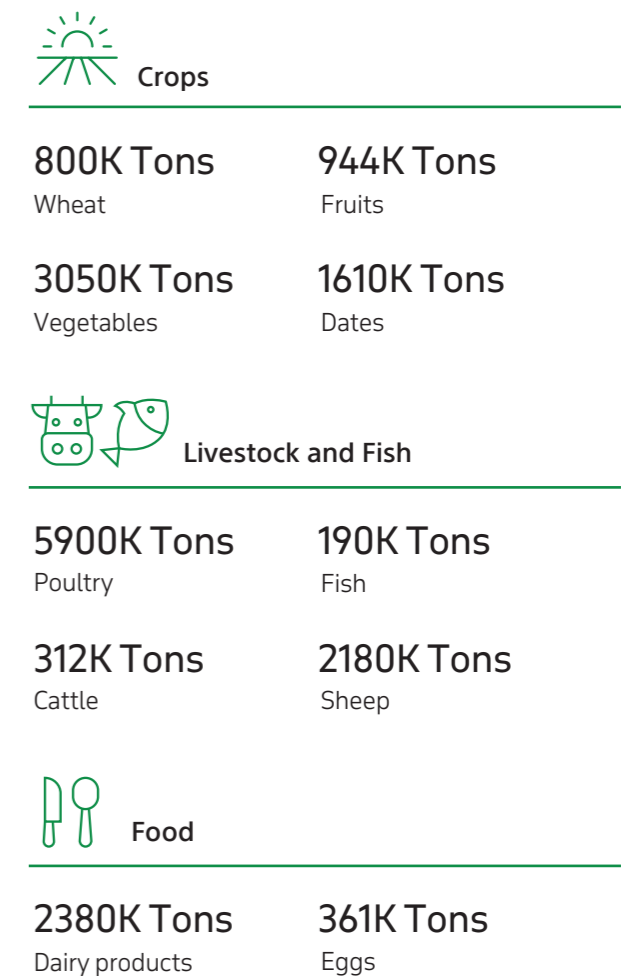 Crops
800K Tons
Wheat
944K Tons
Fruits
3050K Tons
Vegetables
1610K Tons
Dates
Livestock and Fish
5900K Tons
Poultry
190K Tons
Fish
312K Tons
Cattle
2180K Tons
Sheep
Food
2380K Tons
Dairy products
361K Tons
Eggs